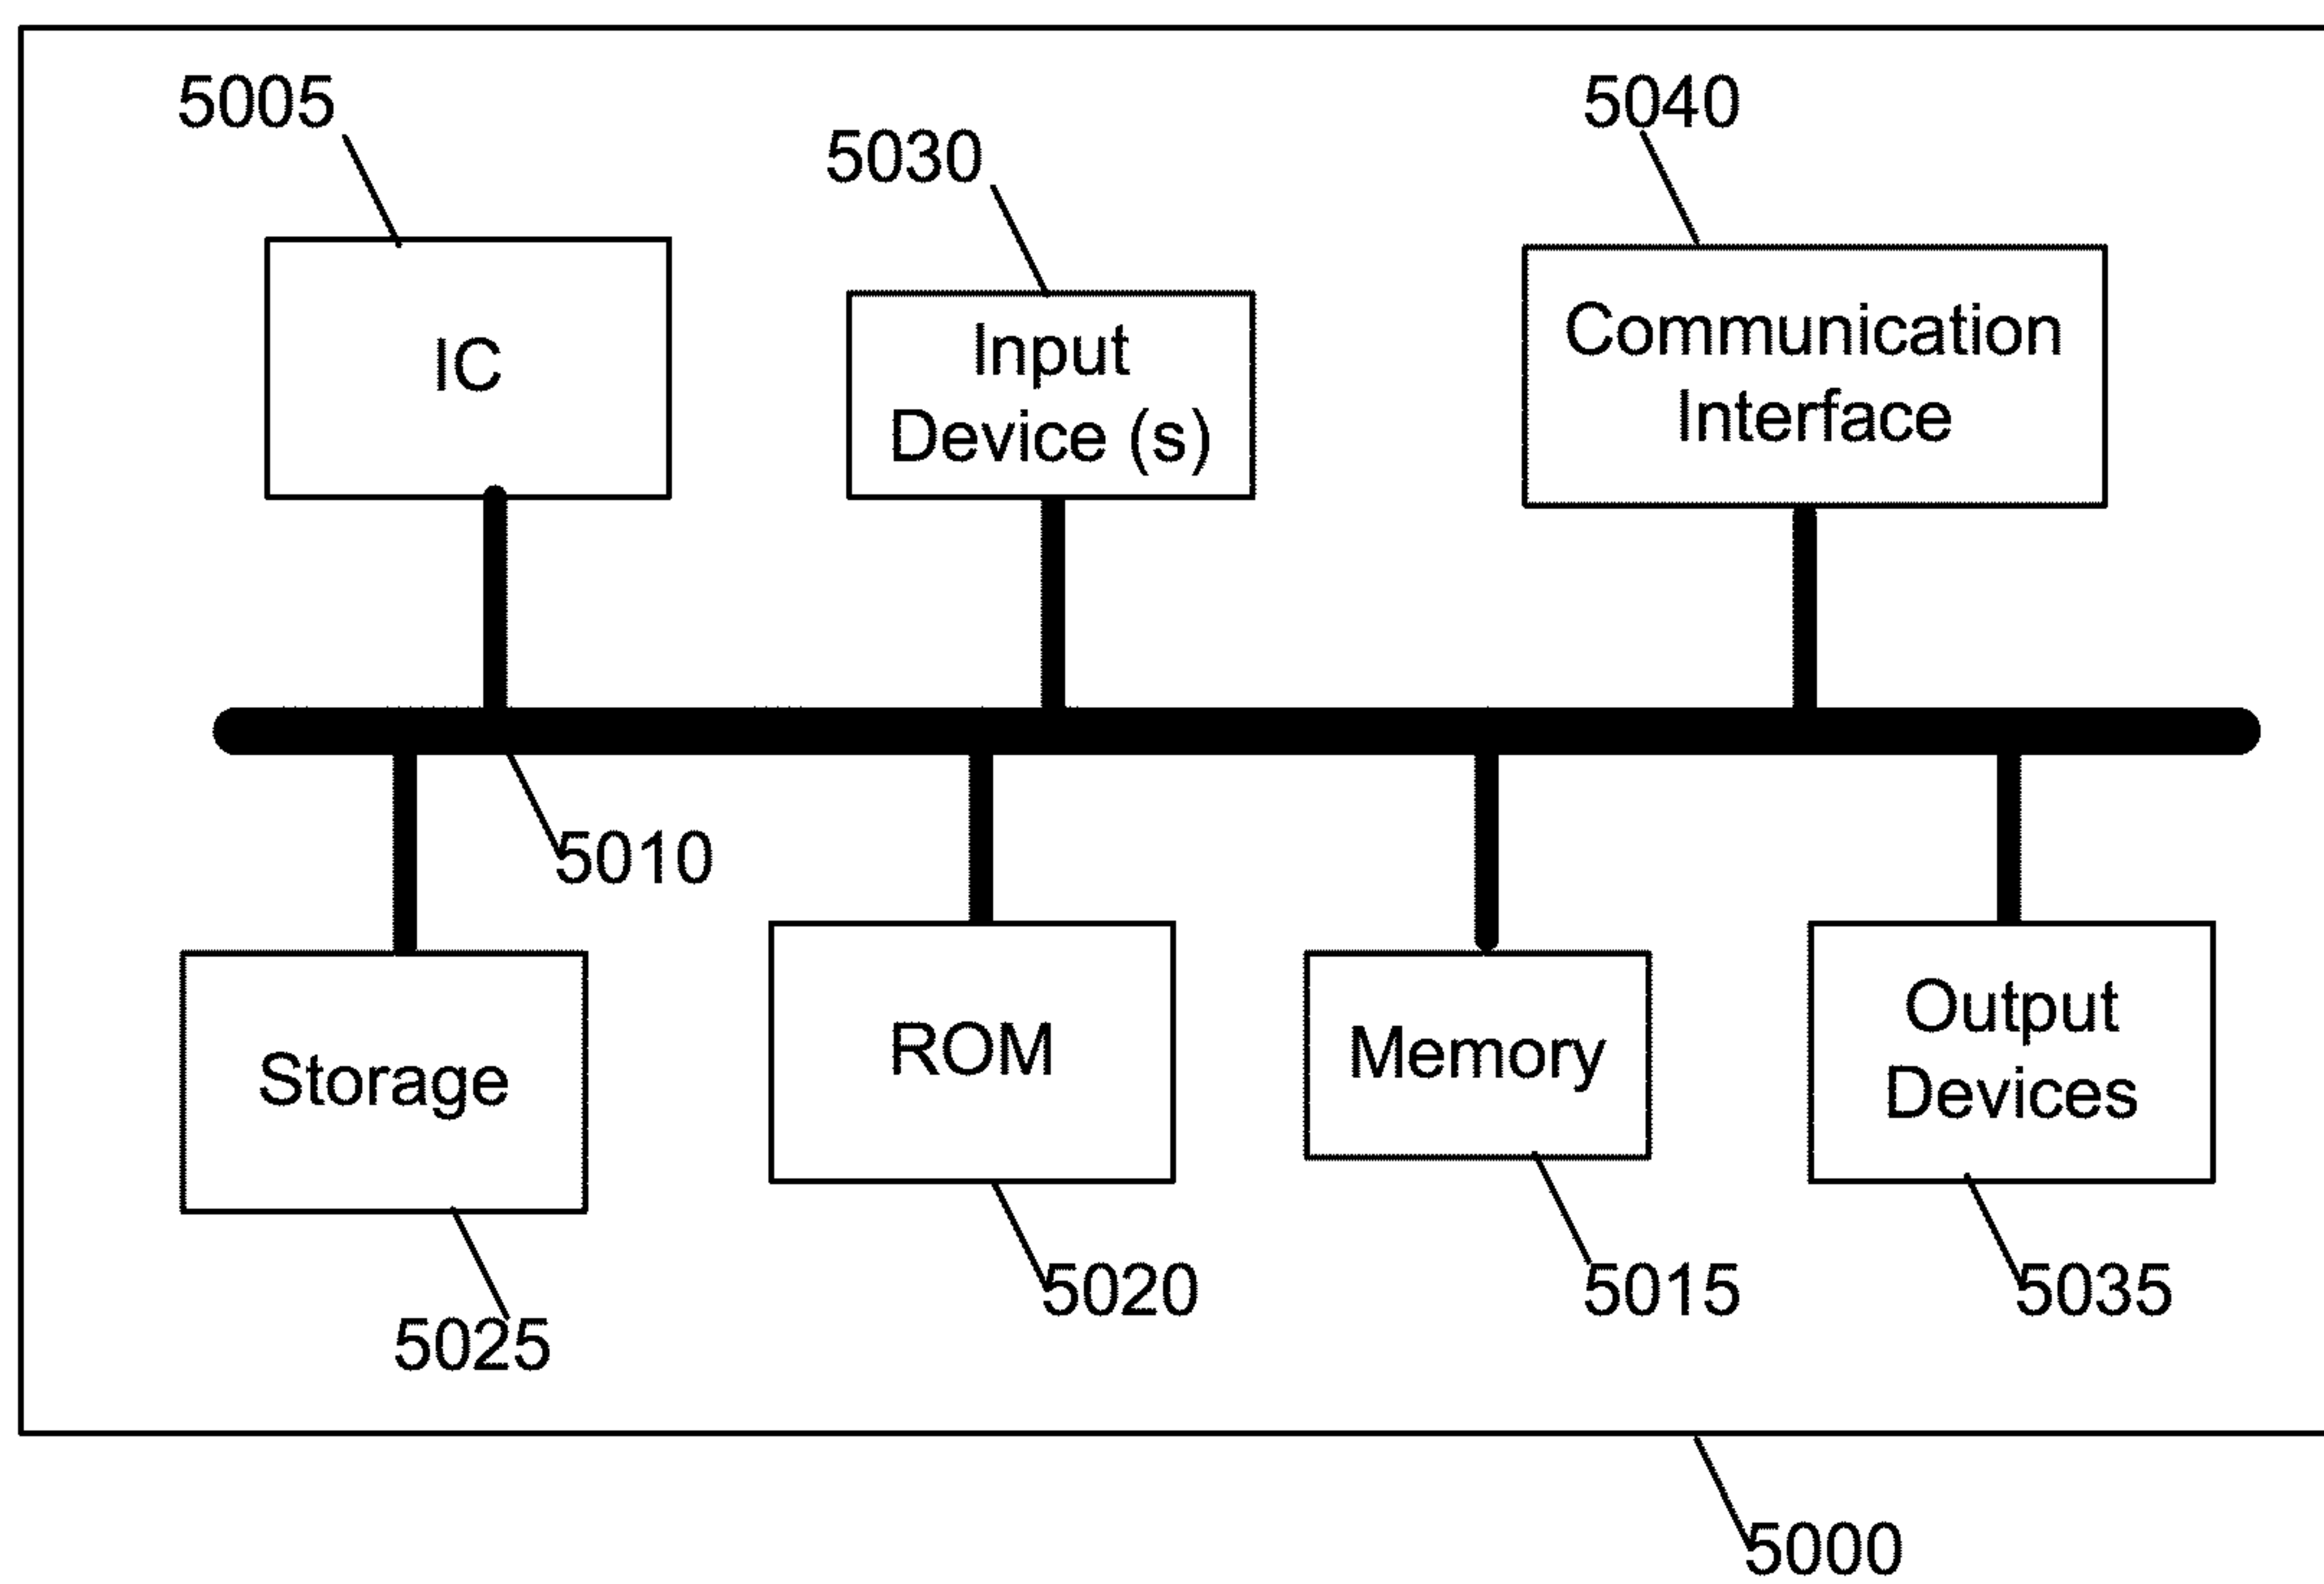 5005
5030
5040
IC
Input
Device (s)
Communication
Interface
5010
Storage
ROM
Memory
Output
Devices
5025
5020
5015
5035
5000